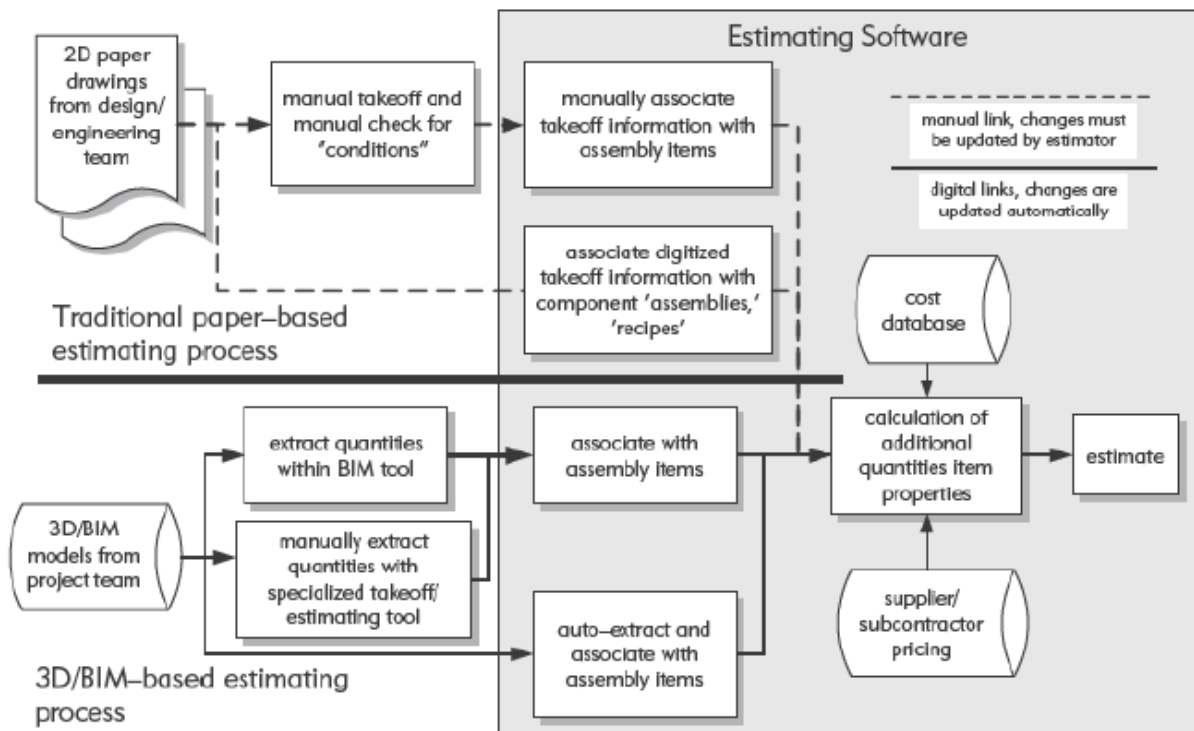 Estimating Software
2D paper
drawings
from design/
engineering
team
manual takeoff and
manual check for
"conditions"
manually associate
takeoff information with
assembly items
manual link, changes must
be updated by estimator
digital links, changes are
updated automatically
associate digitized
takeoff information with
component 'assemblies,'
'recipes'
cost
database
Traditional paper–based
estimating process
extract quantities
within BIM tool
associate with
assembly items
calculation of
additional
quantities item
properties
estimate
3D/BIM
models from
project team
manually extract
quantities with
specialized takeoff/
estimating tool
auto–extract and
associate with
assembly items
supplier/
subcontractor
pricing
3D/BIM–based estimating
process